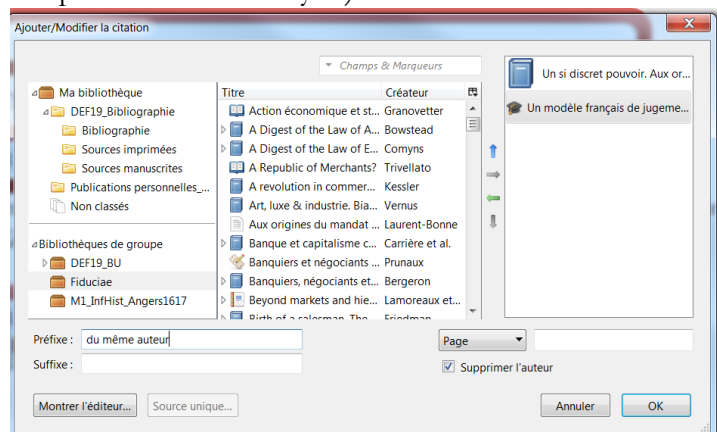 Ajouter/Modifier la citation
Champs & Marqueurs
Ma bibliothèque
DEF19_Bibliographie
Bibliographie
Sources imprimées
Sources manuscrites
Publications personnelles_...
Non classés
Bibliothèques de groupe
DEF19_BU
Fiduciae
M1_InfHist_Angers1617
Titre Créateur
Action économique et st... Granovetter
A Digest of the Law of A... Bowstead
A Digest of the Law of E... Comyns
A Republic of Merchants? Trivellato
A revolution in commer... Kessler
Art, luxe & industrie. Bia... Vernus
Aux origines du mandat ... Laurent-Bonne
Banque et capitalisme c... Carrière et al.
Banquiers et négociants ... Prunaux
Banquiers, négociants et... Bergeron
Beyond markets and hie... Lamoreaux et...
Birth of a salesman. The... Friedman
Un si discret pouvoir. Aux or...
Un modèle français de jugeme...
Préfixe : du même auteur
Page
Suffixe :
Supprimer l'auteur
Montrer l'éditeur... Source unique...
Annuler OK